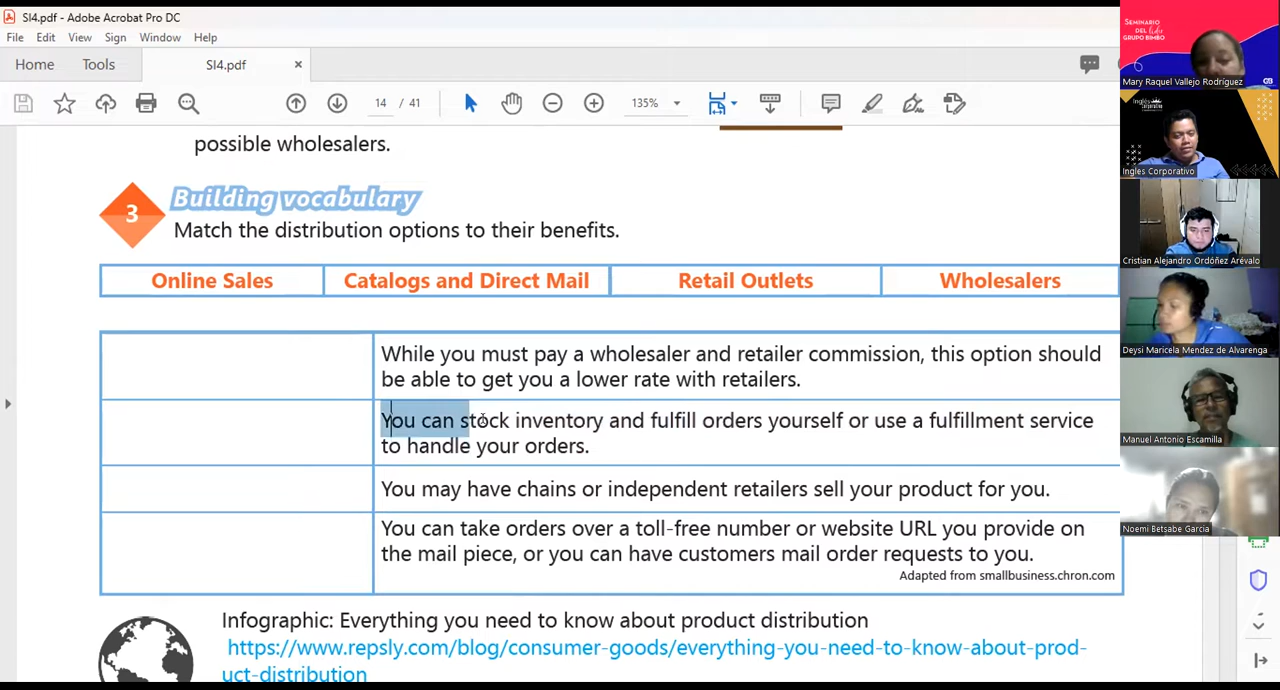 SI4.pdf - Adobe Acrobat Pro DC
File Edit View Sign Window Help
Home Tools SI4.pdf ×
14 / 41 135%
possible wholesalers.
3 Building vocabulary
Match the distribution options to their benefits.
Online Sales Catalogs and Direct Mail Retail Outlets Wholesalers
While you must pay a wholesaler and retailer commission, this option should
be able to get you a lower rate with retailers.
You can stock inventory and fulfill orders yourself or use a fulfillment service
to handle your orders.
You may have chains or independent retailers sell your product for you.
You can take orders over a toll-free number or website URL you provide on
the mail piece, or you can have customers mail order requests to you.
Adapted from smallbusiness.chron.com
Infographic: Everything you need to know about product distribution
https://www.repsly.com/blog/consumer-goods/everything-you-need-to-know-about-prod-
uct-distribution
SEMINARIO
DEL
GRUPO BIMBO
Mary Raquel Vallejo Rodríguez
Ingles Corporativo
Cristian Alejandro Ordóñez Arévalo
Deysi Maricela Mendez de Alvarenga
Manuel Antonio Escamilla
Noemi Betsabe Garcia